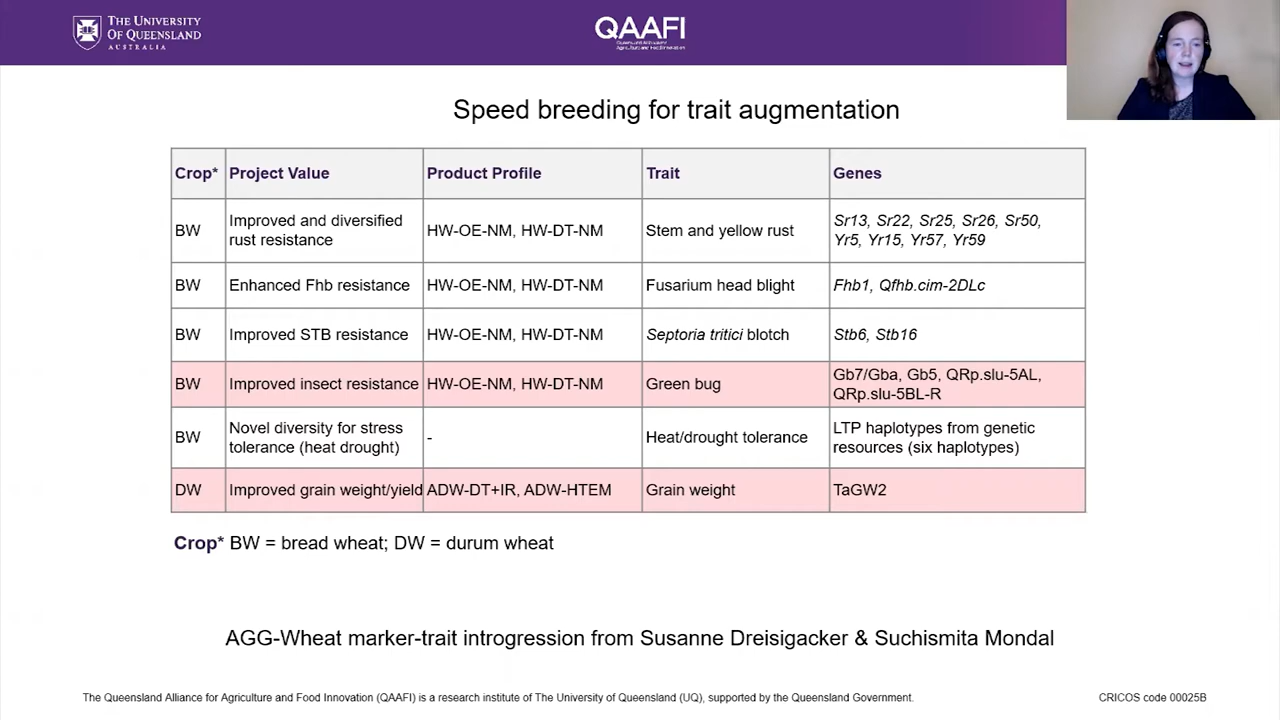 THE UNIVERSITY
OF QUEENSLAND
AUSTRALIA
QAAFI
Speed breeding for trait augmentation
Crop* Project Value Product Profile Trait Genes
BW Improved and diversified rust resistance HW-OE-NM, HW-DT-NM Stem and yellow rust Sr13, Sr22, Sr25, Sr26, Sr50, Yr5, Yr15, Yr57, Yr59
BW Enhanced Fhb resistance HW-OE-NM, HW-DT-NM Fusarium head blight Fhb1, Qfhb.cim-2DLc
BW Improved STB resistance HW-OE-NM, HW-DT-NM Septoria tritici blotch Stb6, Stb16
BW Improved insect resistance HW-OE-NM, HW-DT-NM Green bug Gb7/Gba, Gb5, QRp.slu-5AL, QRp.slu-5BL-R
BW Novel diversity for stress tolerance (heat drought) - Heat/drought tolerance LTP haplotypes from genetic resources (six haplotypes)
DW Improved grain weight/yield ADW-DT+IR, ADW-HTEM Grain weight TaGW2
Crop* BW = bread wheat; DW = durum wheat
AGG-Wheat marker-trait introgression from Susanne Dreisigacker & Suchismita Mondal
The Queensland Alliance for Agriculture and Food Innovation (QAAFI) is a research institute of The University of Queensland (UQ), supported by the Queensland Government.
CRICOS code 00025B